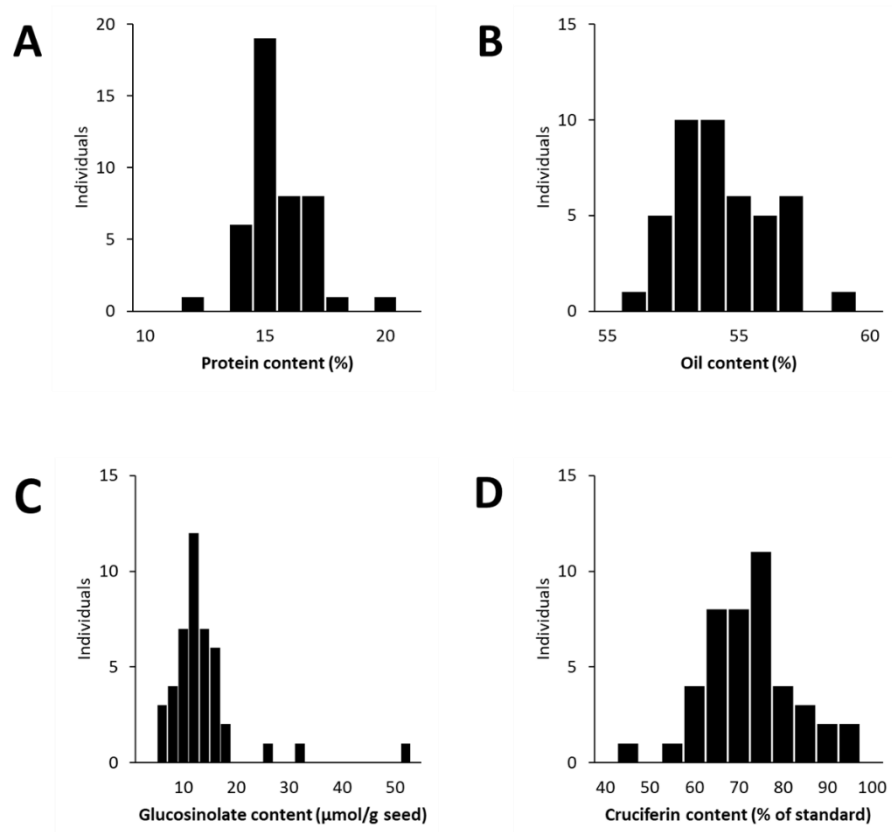 A
20
15
10
5
0
Individuals
10 15 20
Protein content (%)
B
15
10
5
0
Individuals
55 55 60
Oil content (%)
C
15
10
5
0
Individuals
10 20 30 40 50
Glucosinolate content (μmol/g seed)
D
15
10
5
0
Individuals
40 50 60 70 80 90 100
Cruciferin content (% of standard)